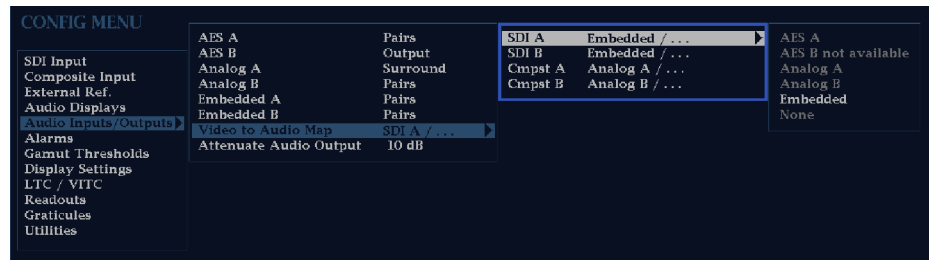 CONFIG MENU
SDI Input
Composite Input
External Ref.
Audio Displays
Audio Inputs/Outputs
Alarms
Gamut Thresholds
Display Settings
LTC / VITC
Readouts
Graticules
Utilities
AES A Pairs
AES B Output
Analog A Surround
Analog B Pairs
Embedded A Pairs
Embedded B Pairs
Video to Audio Map SDI A / ...
Attenuate Audio Output 10 dB
SDI A Embedded / ...
SDI B Embedded / ...
Cmpst A Analog A / ...
Cmpst B Analog B / ...
AES A
AES B not available
Analog A
Analog B
Embedded
None